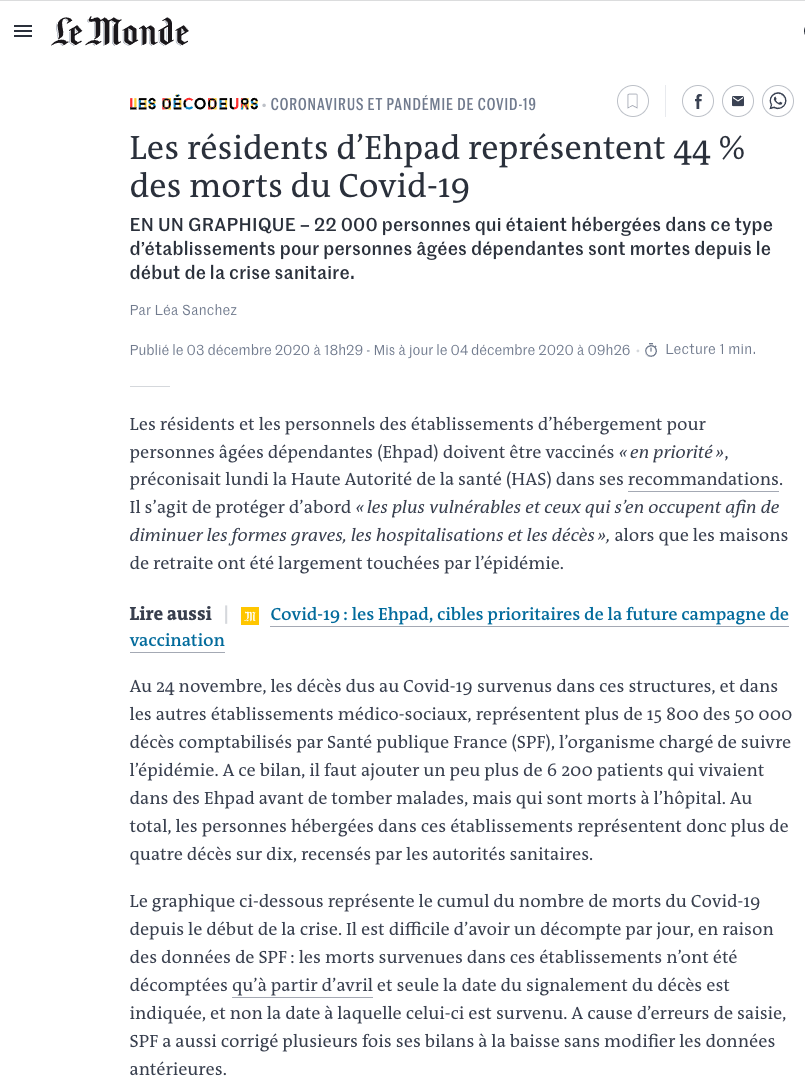 Le Monde
LES DÉCODEURS • CORONAVIRUS ET PANDÉMIE DE COVID-19
Les résidents d’Ehpad représentent 44 %
des morts du Covid-19
EN UN GRAPHIQUE – 22 000 personnes qui étaient hébergées dans ce type
d’établissements pour personnes âgées dépendantes sont mortes depuis le
début de la crise sanitaire.
Par Léa Sanchez
Publié le 03 décembre 2020 à 18h29 - Mis à jour le 04 décembre 2020 à 09h26 · Lecture 1 min.
Les résidents et les personnels des établissements d’hébergement pour
personnes âgées dépendantes (Ehpad) doivent être vaccinés « en priorité »,
préconisait lundi la Haute Autorité de la santé (HAS) dans ses recommandations.
Il s’agit de protéger d’abord « les plus vulnérables et ceux qui s’en occupent afin de
diminuer les formes graves, les hospitalisations et les décès », alors que les maisons
de retraite ont été largement touchées par l’épidémie.
Lire aussi | Covid-19 : les Ehpad, cibles prioritaires de la future campagne de
vaccination
Au 24 novembre, les décès dus au Covid-19 survenus dans ces structures, et dans
les autres établissements médico-sociaux, représentent plus de 15 800 des 50 000
décès comptabilisés par Santé publique France (SPF), l’organisme chargé de suivre
l’épidémie. A ce bilan, il faut ajouter un peu plus de 6 200 patients qui vivaient
dans des Ehpad avant de tomber malades, mais qui sont morts à l’hôpital. Au
total, les personnes hébergées dans ces établissements représentent donc plus de
quatre décès sur dix, recensés par les autorités sanitaires.
Le graphique ci-dessous représente le cumul du nombre de morts du Covid-19
depuis le début de la crise. Il est difficile d’avoir un décompte par jour, en raison
des données de SPF : les morts survenues dans ces établissements n’ont été
décomptées qu’à partir d’avril et seule la date du signalement du décès est
indiquée, et non la date à laquelle celui-ci est survenu. A cause d’erreurs de saisie,
SPF a aussi corrigé plusieurs fois ses bilans à la baisse sans modifier les données
antérieures.